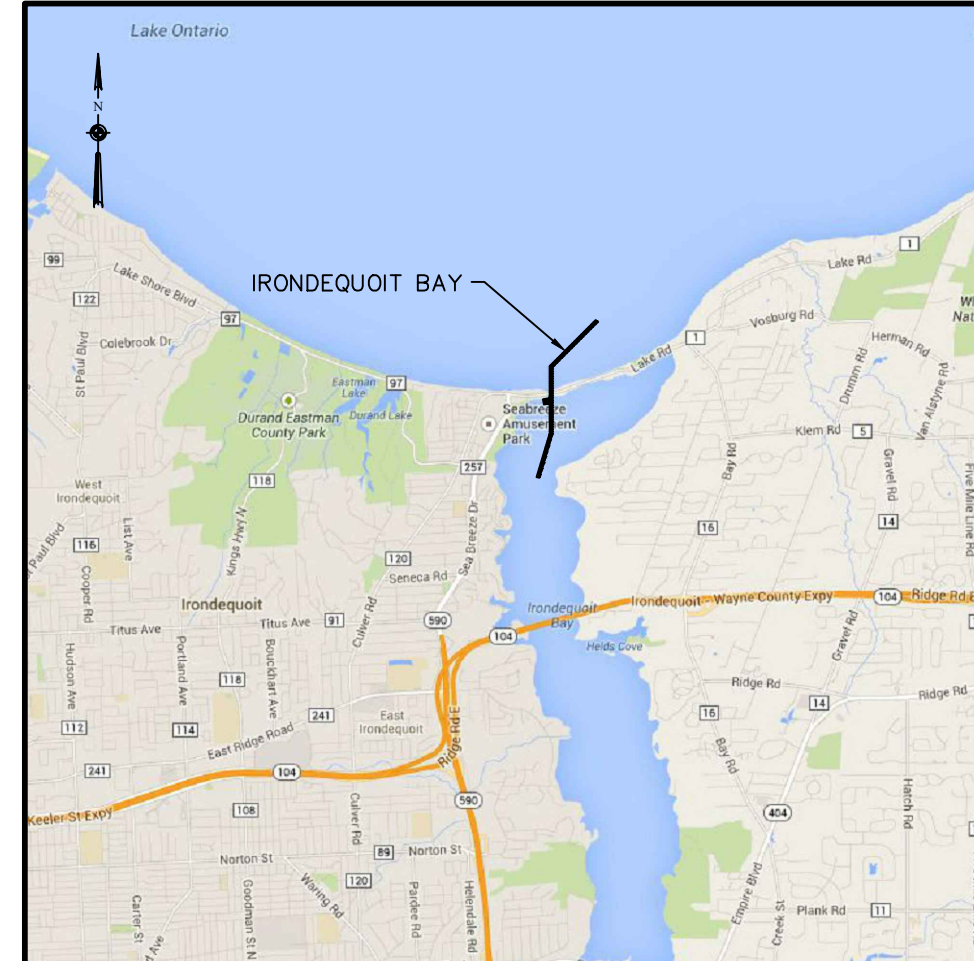 Lake Ontario
N
99
Lake Shore Blvd
122
97
Colebrook Dr
St Paul Blvd
IRONDEQUOIT BAY
1
Lake Rd
Vosburg Rd
Herman Rd
1
Lake Rd
Drumm Rd
Van Alstyne Rd
Eastman
Lake
97
Durand Lake
Durand Eastman
County Park
Seabreeze
Amusement
Park
Klem Rd
5
Bay Rd
Gravel Rd
257
118
West
Irondequoit
List Ave
Kings Hwy N
Sea Breeze Dr
14
16
Five Mile Line Rd
Paul Blvd
116
Cooper Rd
120
Seneca Rd
Irondequoit
Titus Ave
Titus Ave
91
Culver Rd
590
104
Irondequoit
Bay
Irondequoit - Wayne County Expy
104
Ridge Rd E
Helds Cove
Gravel Rd
Hudson Ave
Portland Ave
Bouckhart Ave
118
Ridge Rd
Ridge Rd
14
16
112
114
241
East Ridge Road
East
Irondequoit
Ridge Rd E
Bay Rd
241
104
Keeler St Expy
108
590
404
Hatch Rd
Culver Rd
Norton St
89
Norton St
120
Waring Rd
Carter St
Goodman St N
Pardee Rd
Helendale Rd
Empire Blvd
Creek St
Plank Rd
11